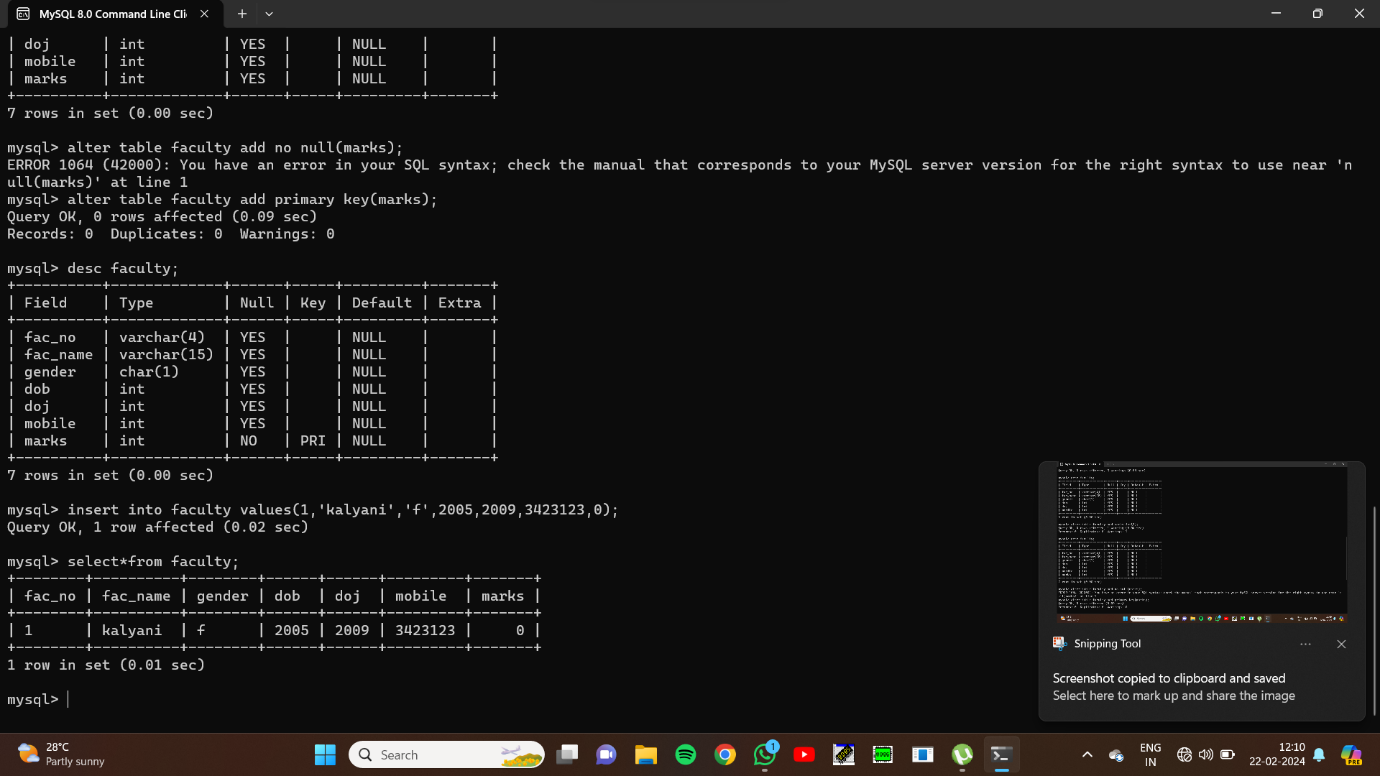 MySQL 8.0 Command Line Cli
| doj      | int         | YES  |     | NULL    |       |
| mobile   | int         | YES  |     | NULL    |       |
| marks    | int         | YES  |     | NULL    |       |
+----------+-------------+------+-----+---------+-------+
7 rows in set (0.00 sec)
mysql> alter table faculty add no null(marks);
ERROR 1064 (42000): You have an error in your SQL syntax; check the manual that corresponds to your MySQL server version for the right syntax to use near 'n
ull(marks)' at line 1
mysql> alter table faculty add primary key(marks);
Query OK, 0 rows affected (0.09 sec)
Records: 0  Duplicates: 0  Warnings: 0
mysql> desc faculty;
+----------+-------------+------+-----+---------+-------+
| Field    | Type        | Null | Key | Default | Extra |
+----------+-------------+------+-----+---------+-------+
| fac_no   | varchar(4)  | YES  |     | NULL    |       |
| fac_name | varchar(15) | YES  |     | NULL    |       |
| gender   | char(1)     | YES  |     | NULL    |       |
| dob      | int         | YES  |     | NULL    |       |
| doj      | int         | YES  |     | NULL    |       |
| mobile   | int         | YES  |     | NULL    |       |
| marks    | int         | NO   | PRI | NULL    |       |
+----------+-------------+------+-----+---------+-------+
7 rows in set (0.00 sec)
mysql> insert into faculty values(1,'kalyani','f',2005,2009,3423123,0);
Query OK, 1 row affected (0.02 sec)
mysql> select*from faculty;
+--------+----------+--------+------+------+---------+-------+
| fac_no | fac_name | gender | dob  | doj  | mobile  | marks |
+--------+----------+--------+------+------+---------+-------+
| 1      | kalyani  | f      | 2005 | 2009 | 3423123 |     0 |
+--------+----------+--------+------+------+---------+-------+
1 row in set (0.01 sec)
mysql>
Snipping Tool
Screenshot copied to clipboard and saved
Select here to mark up and share the image
28°C
Partly sunny
Search
1
ENG
IN
12:10
22-02-2024
PRE